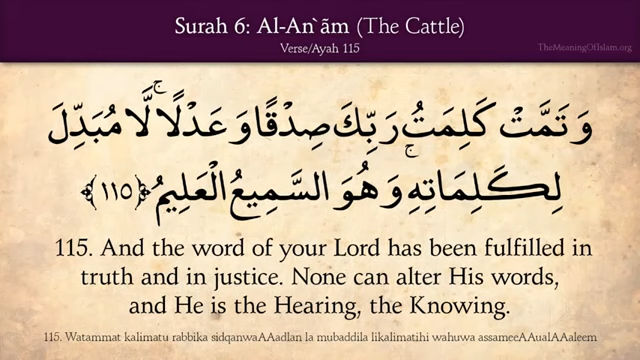 Surah 6: Al-An`ãm (The Cattle)
Verse/Ayah 115
TheMeaningOfIslam.org
وَ تَمَّتْ كَلِمَتُ رَبِّكَ صِدْقًا وَ عَدْلًا ۚ لَّا مُبَدِّلَ
لِكَلِمَاتِهِ ۚ وَ هُوَ السَّمِيعُ الْعَلِيمُ ﴿١١٥﴾
115. And the word of your Lord has been fulfilled in
truth and in justice. None can alter His words,
and He is the Hearing, the Knowing.
115. Watammat kalimatu rabbika sidqanwaAAadlan la mubaddila likalimatihi wahuwa assameeAAualAAaleem